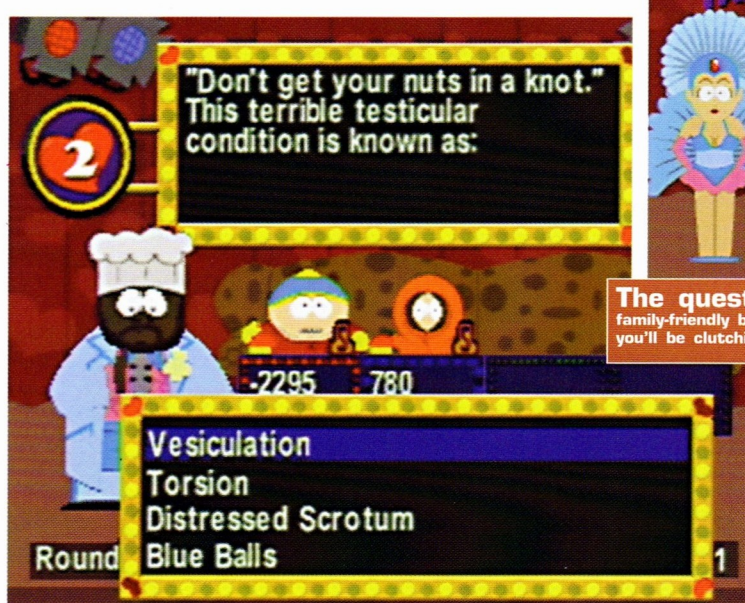 "Don't get your nuts in a knot."
This terrible testicular
condition is known as:
2
The quest
family-friendly b
you'll be clutchi
-2295 780
Vesiculation
Torsion
Distressed Scrotum
Blue Balls
Round 1